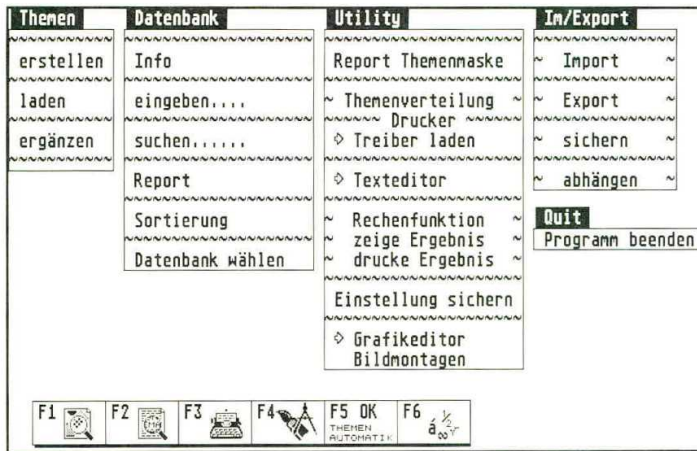 Themen
erstellen
laden
ergänzen
Datenbank
Info
eingeben....
suchen......
Report
Sortierung
Datenbank wählen
Utility
Report Themenmaske
~ Themenverteilung ~
Drucker
Treiber laden
Texteditor
~ Rechenfunktion ~
~ zeige Ergebnis ~
~ drucke Ergebnis ~
Einstellung sichern
Grafikeditor
Bildmontagen
Im/Export
~ Import ~
~ Export ~
~ sichern ~
~ abhängen ~
Quit
Programm beenden
F1
F2
F3
F4
F5 OK
THEMEN
AUTOMATIK
F6